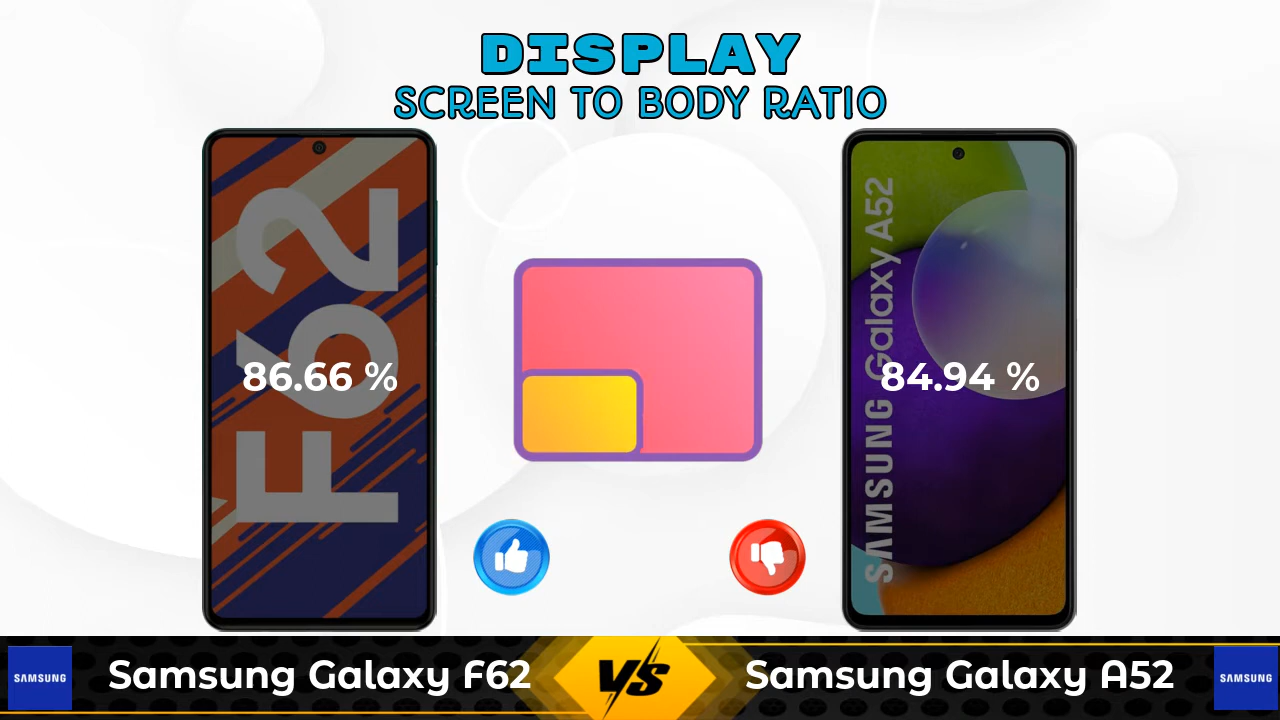 DISPLAY
SCREEN TO BODY RATIO
F62
86.66 %
SAMSUNG Galaxy A52
84.94 %
SAMSUNG
Samsung Galaxy F62
VS
Samsung Galaxy A52
SAMSUNG